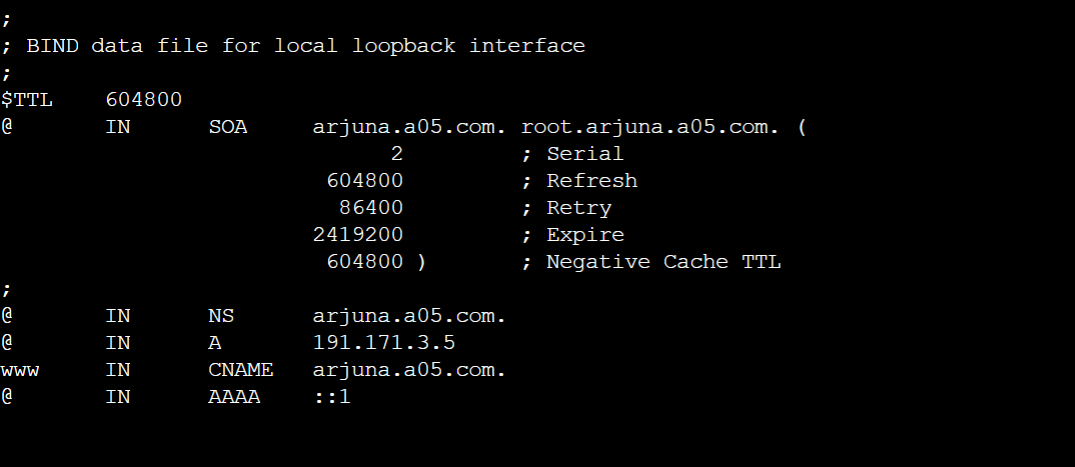 ;
; BIND data file for local loopback interface
;
$TTL    604800
@       IN      SOA     arjuna.a05.com. root.arjuna.a05.com. (
                              2         ; Serial
                         604800         ; Refresh
                          86400         ; Retry
                        2419200         ; Expire
                         604800 )       ; Negative Cache TTL
;
@       IN      NS      arjuna.a05.com.
@       IN      A       191.171.3.5
www     IN      CNAME   arjuna.a05.com.
@       IN      AAAA    ::1